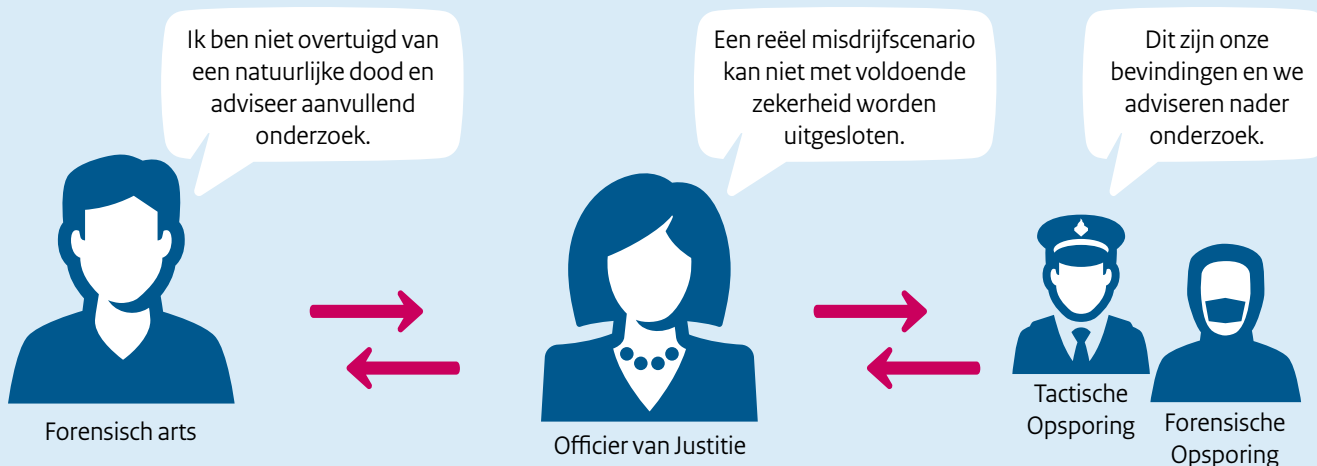 Ik ben niet overtuigd van
een natuurlijke dood en
adviseer aanvullend
onderzoek.
Een reëel misdrijfscenario
kan niet met voldoende
zekerheid worden
uitgesloten.
Dit zijn onze
bevindingen en we
adviseren nader
onderzoek.
Forensisch arts
Officier van Justitie
Tactische
Opsporing
Forensische
Opsporing